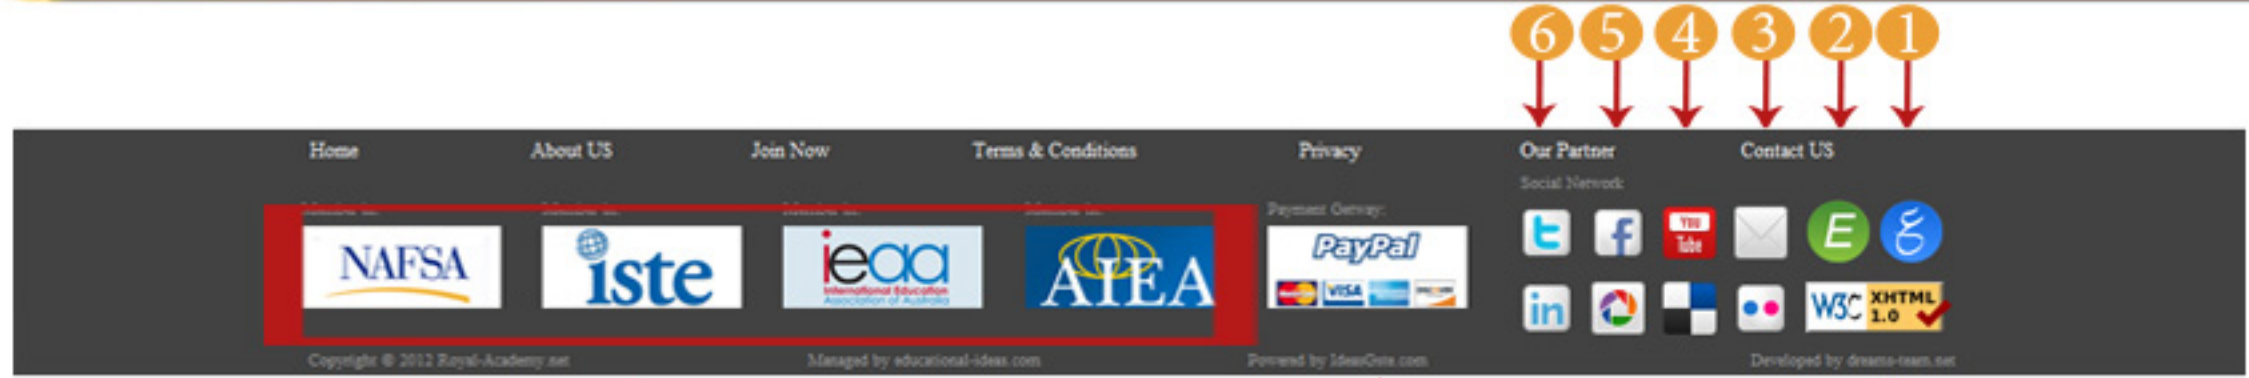 6 5 4 3 2 1
Home About US Join Now Terms & Conditions Privacy Our Partner Contact US
Social Network
Payment Getway:
NAFSA iste ieaa AIEA PayPal You Tube E ع
International Education
Association of Australia
VISA in W3C XHTML 1.0
Copyright © 2012 Royal-Academy.net Managed by educational-ideas.com Powered by IdeasGate.com Developed by dreams-team.net